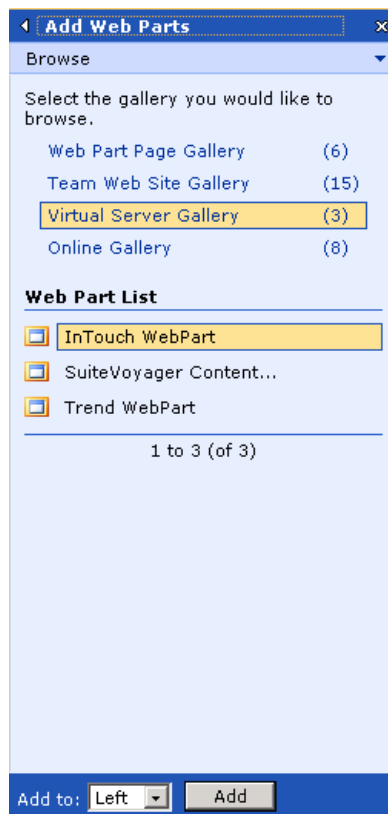 Add Web Parts
Browse
Select the gallery you would like to
browse.
Web Part Page Gallery (6)
Team Web Site Gallery (15)
Virtual Server Gallery (3)
Online Gallery (8)
Web Part List
InTouch WebPart
SuiteVoyager Content...
Trend WebPart
1 to 3 (of 3)
Add to: Left Add